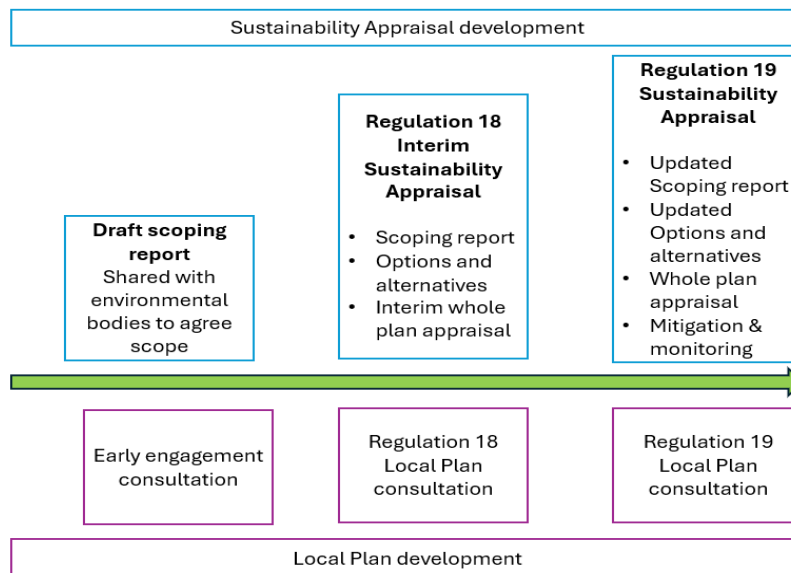 Sustainability Appraisal development
Draft scoping
report
Shared with
environmental
bodies to agree
scope
Regulation 18
Interim
Sustainability
Appraisal
• Scoping report
• Options and
alternatives
• Interim whole
plan appraisal
Regulation 19
Sustainability
Appraisal
• Updated
Scoping report
• Updated
Options and
alternatives
• Whole plan
appraisal
• Mitigation &
monitoring
Early engagement
consultation
Regulation 18
Local Plan
consultation
Regulation 19
Local Plan
consultation
Local Plan development